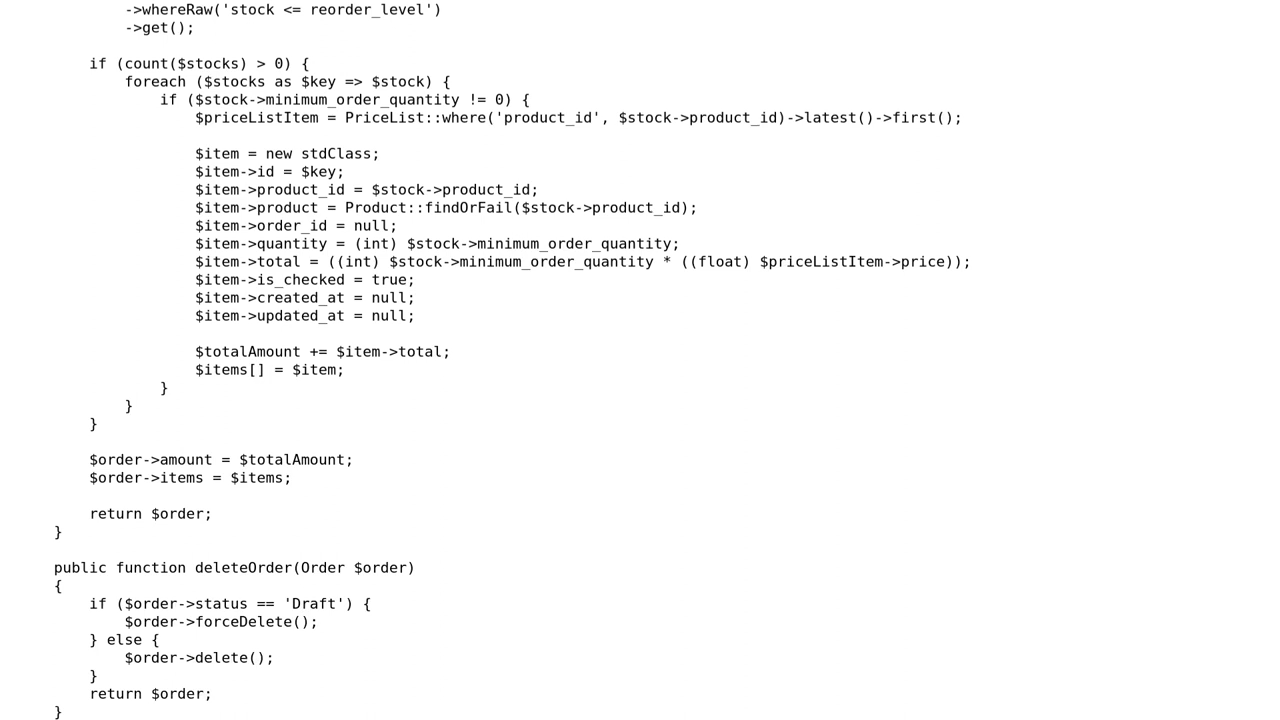 ->whereRaw('stock <= reorder_level')
->get();
if (count($stocks) > 0) {
foreach ($stocks as $key => $stock) {
if ($stock->minimum_order_quantity != 0) {
$priceListItem = PriceList::where('product_id', $stock->product_id)->latest()->first();
$item = new stdClass;
$item->id = $key;
$item->product_id = $stock->product_id;
$item->product = Product::findOrFail($stock->product_id);
$item->order_id = null;
$item->quantity = (int) $stock->minimum_order_quantity;
$item->total = ((int) $stock->minimum_order_quantity * ((float) $priceListItem->price));
$item->is_checked = true;
$item->created_at = null;
$item->updated_at = null;
$totalAmount += $item->total;
$items[] = $item;
}
}
}
$order->amount = $totalAmount;
$order->items = $items;
return $order;
}
public function deleteOrder(Order $order)
{
if ($order->status == 'Draft') {
$order->forceDelete();
} else {
$order->delete();
}
return $order;
}